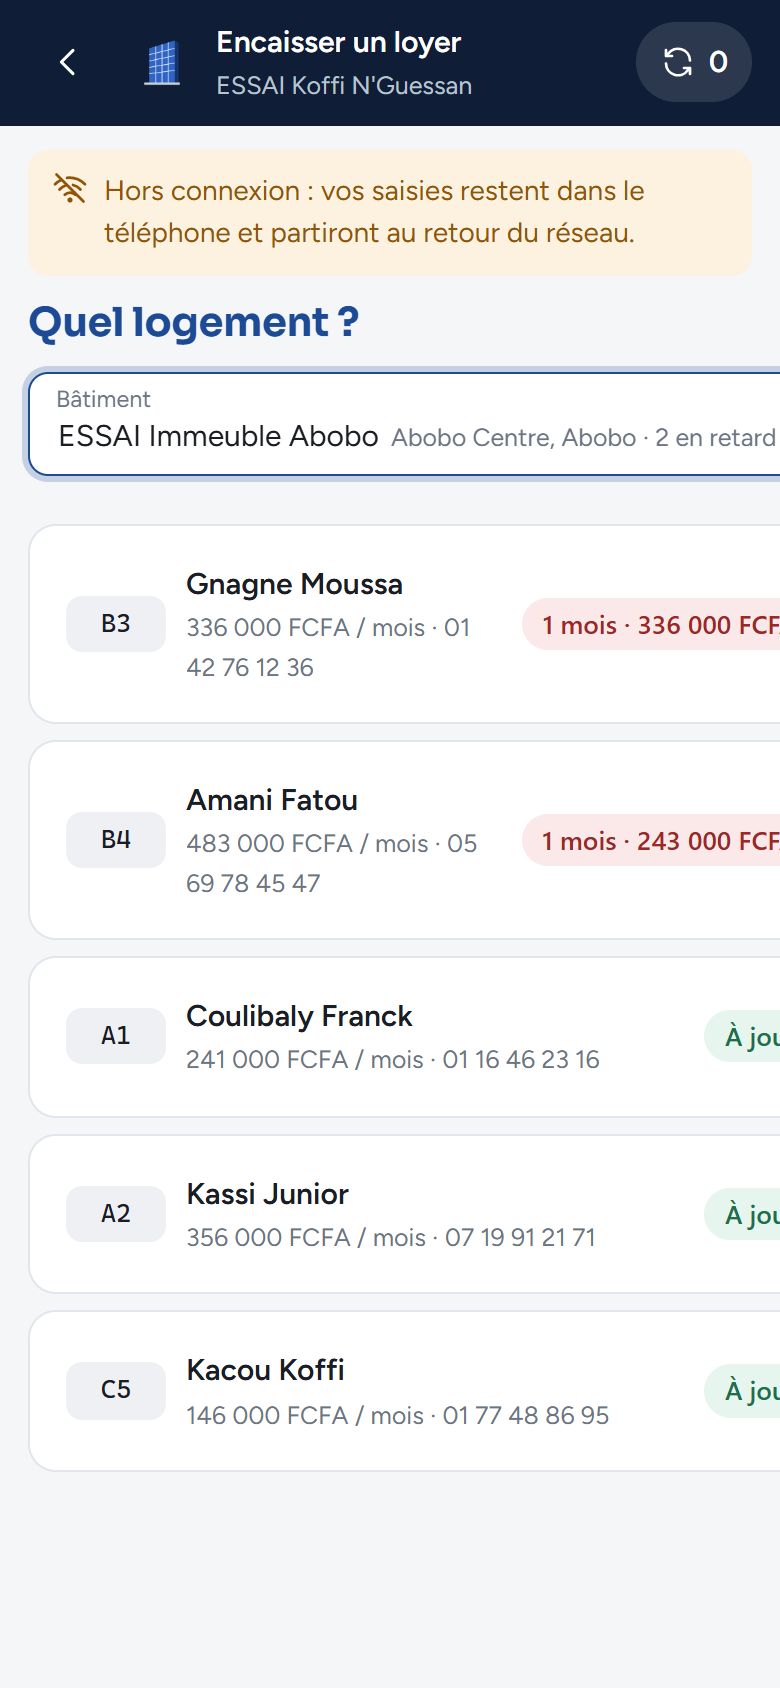 Encaisser un loyer
ESSAI Koffi N'Guessan
0
Hors connexion : vos saisies restent dans le
téléphone et partiront au retour du réseau.
Quel logement ?
Bâtiment
ESSAI Immeuble Abobo Abobo Centre, Abobo · 2 en retard
B3
Gnagne Moussa
336 000 FCFA / mois · 01
42 76 12 36
1 mois · 336 000 FCF
B4
Amani Fatou
483 000 FCFA / mois · 05
69 78 45 47
1 mois · 243 000 FCF
A1
Coulibaly Franck
241 000 FCFA / mois · 01 16 46 23 16
À jou
A2
Kassi Junior
356 000 FCFA / mois · 07 19 91 21 71
À jou
C5
Kacou Koffi
146 000 FCFA / mois · 01 77 48 86 95
À jou